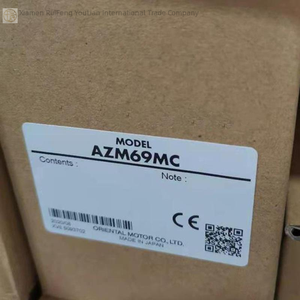 MODEL
AZM69MC
Contents :
Note :
CE
ORIENTAL MOTOR CO.,LTD.
MADE IN JAPAN